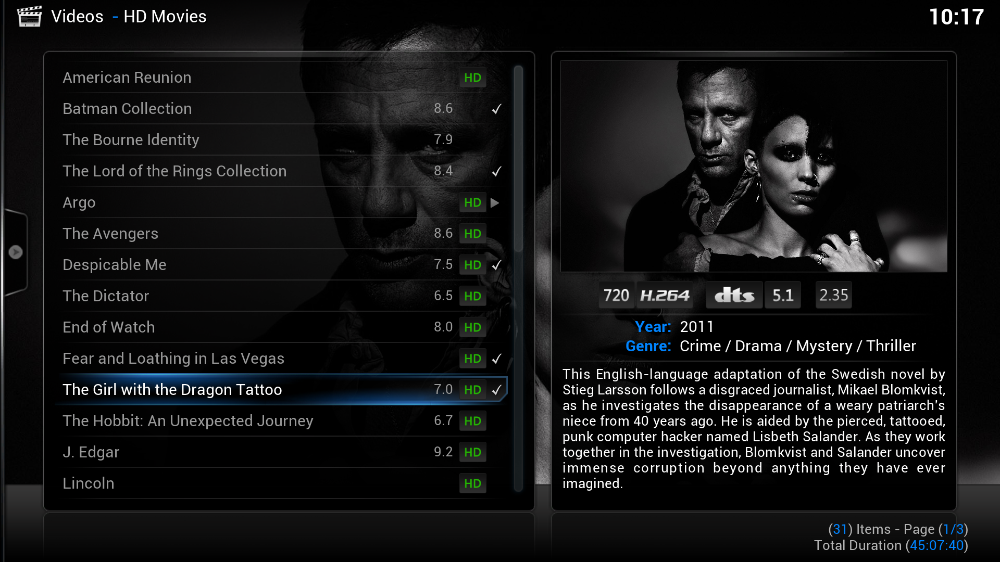 Videos - HD Movies
10:17
American Reunion HD
Batman Collection 8.6
The Bourne Identity 7.9
The Lord of the Rings Collection 8.4
Argo HD
The Avengers 8.6 HD
Despicable Me 7.5 HD
The Dictator 6.5 HD
End of Watch 8.0 HD
Fear and Loathing in Las Vegas HD
The Girl with the Dragon Tattoo 7.0 HD
The Hobbit: An Unexpected Journey 6.7 HD
J. Edgar 9.2 HD
Lincoln HD
720 H.264 dts 5.1 2.35
Year: 2011
Genre: Crime / Drama / Mystery / Thriller
This English-language adaptation of the Swedish novel by
Stieg Larsson follows a disgraced journalist, Mikael Blomkvist,
as he investigates the disappearance of a weary patriarch's
niece from 40 years ago. He is aided by the pierced, tattooed,
punk computer hacker named Lisbeth Salander. As they work
together in the investigation, Blomkvist and Salander uncover
immense corruption beyond anything they have ever
imagined.
(31) Items - Page (1/3)
Total Duration (45:07:40)